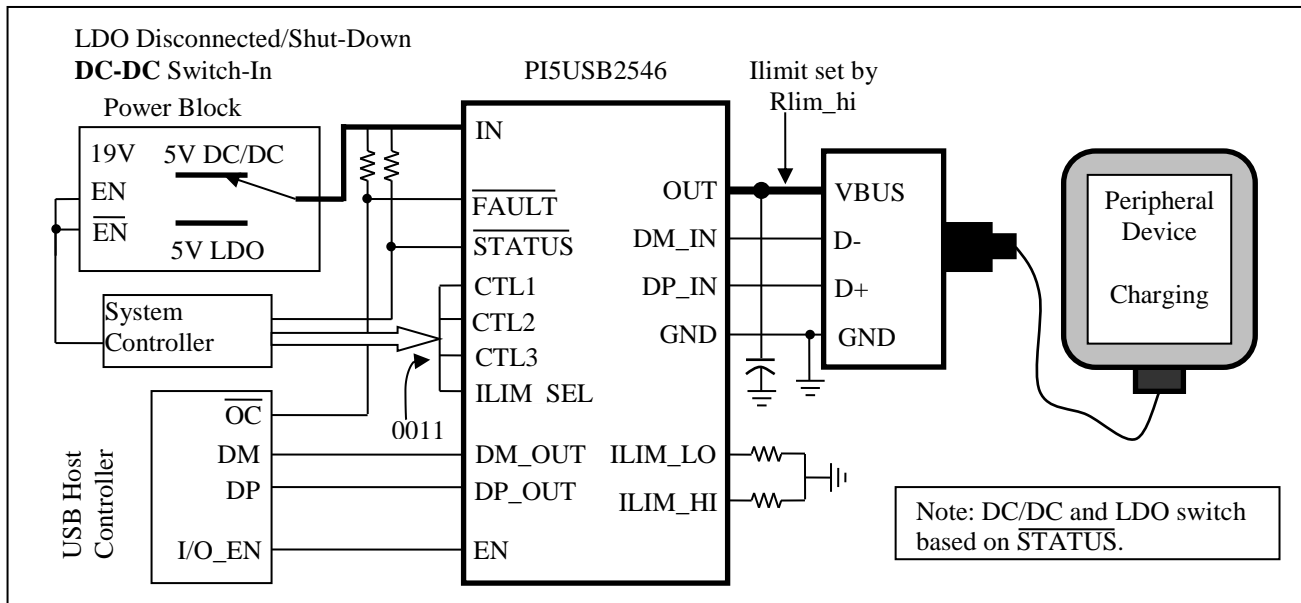 LDO Disconnected/Shut-Down
DC-DC Switch-In
Power Block
19V
5V DC/DC
EN
EN
5V LDO
System
Controller
USB Host
Controller
OC
DM
DP
I/O_EN
0011
PI5USB2546
IN
FAULT
STATUS
CTL1
CTL2
CTL3
ILIM SEL
DM_OUT
DP_OUT
EN
OUT
DM_IN
DP_IN
GND
ILIM_LO
ILIM_HI
Ilimit set by
Rlim_hi
VBUS
D-
D+
GND
Peripheral
Device
Charging
Note: DC/DC and LDO switch
based on STATUS.